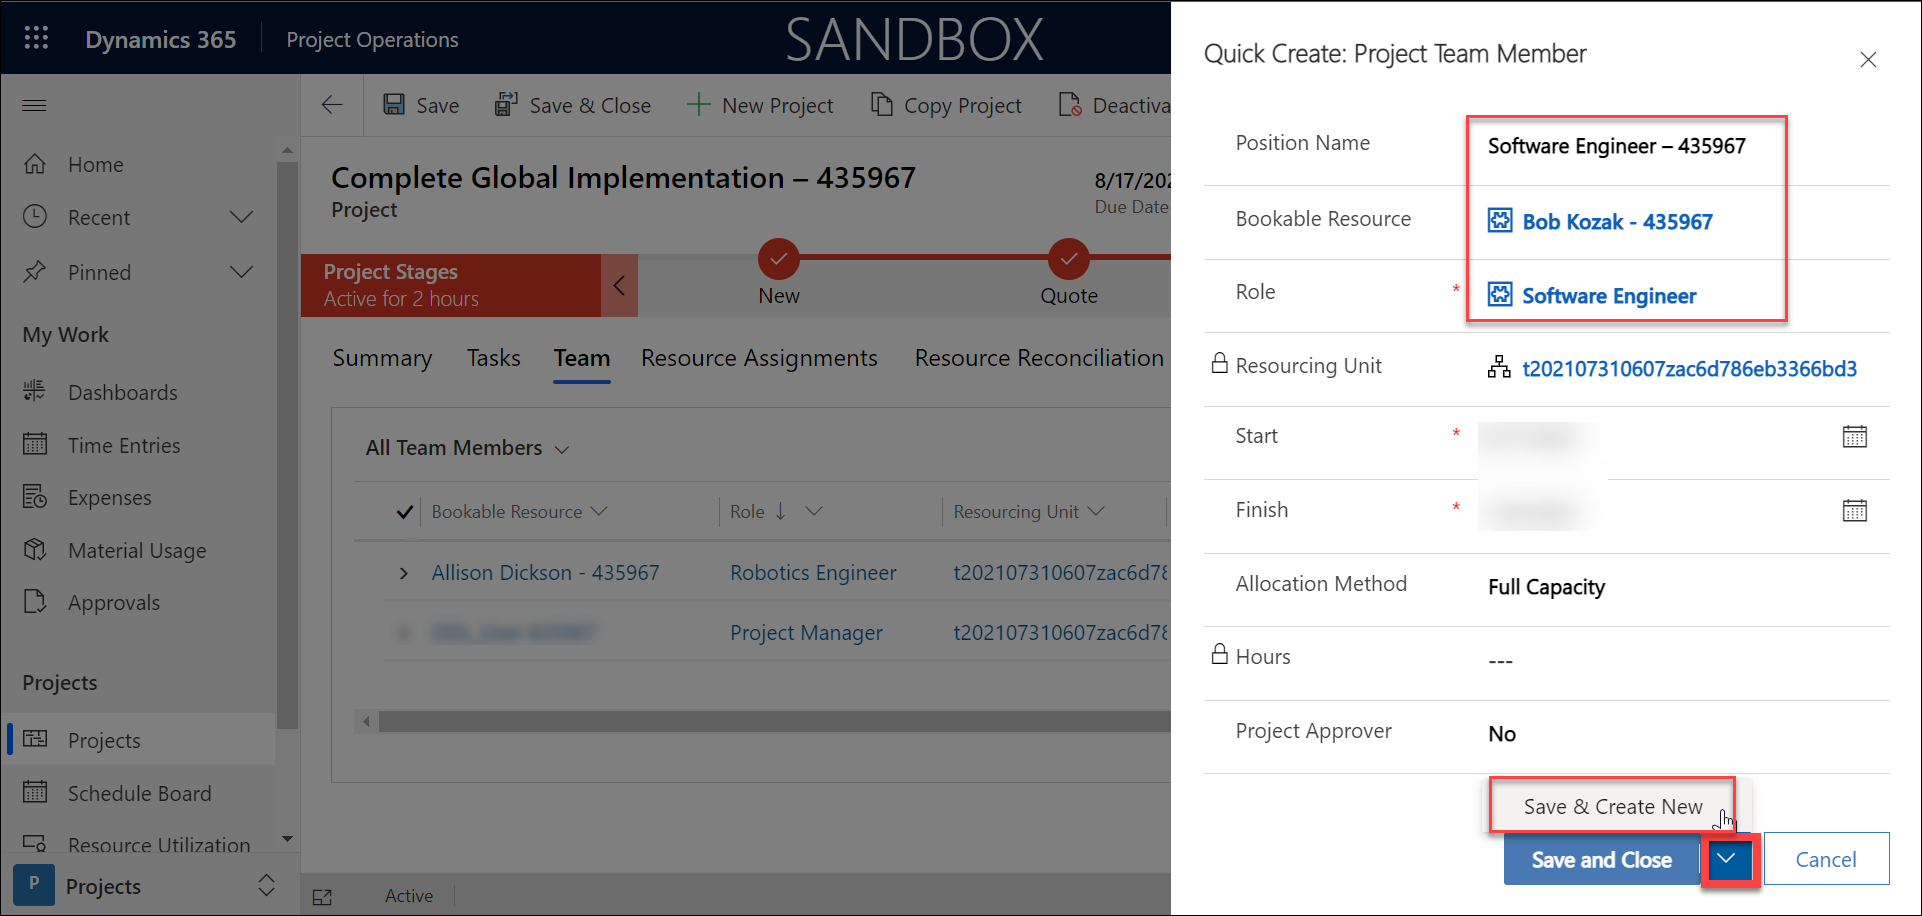 Dynamics 365
Project Operations
SANDBOX
Home
Recent
Pinned
My Work
Dashboards
Time Entries
Expenses
Material Usage
Approvals
Projects
Projects
Schedule Board
Resource Utilization
P Projects
Save
Save & Close
New Project
Copy Project
Deactiva
Complete Global Implementation – 435967
Project
8/17/202
Due Date
Project Stages
Active for 2 hours
New
Quote
Summary
Tasks
Team
Resource Assignments
Resource Reconciliation
All Team Members
Bookable Resource
Role
Resourcing Unit
Allison Dickson - 435967
Robotics Engineer
t202107310607zac6d78
Project Manager
t202107310607zac6d78
Active
Quick Create: Project Team Member
Position Name
Software Engineer – 435967
Bookable Resource
Bob Kozak - 435967
Role *
Software Engineer
Resourcing Unit
t202107310607zac6d786eb3366bd3
Start *
Finish *
Allocation Method
Full Capacity
Hours
---
Project Approver
No
Save & Create New
Save and Close
Cancel